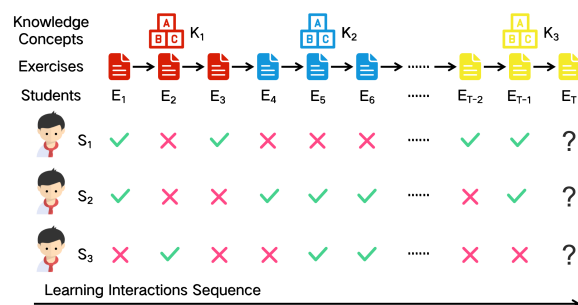 Knowledge Concepts
A B C K1
A B C K2
A B C K3
Exercises ......
Students E1 E2 E3 E4 E5 E6 ...... ET-2 ET-1 ET
S1 ...... ?
S2 ...... ?
S3 ...... ?
Learning Interactions Sequence